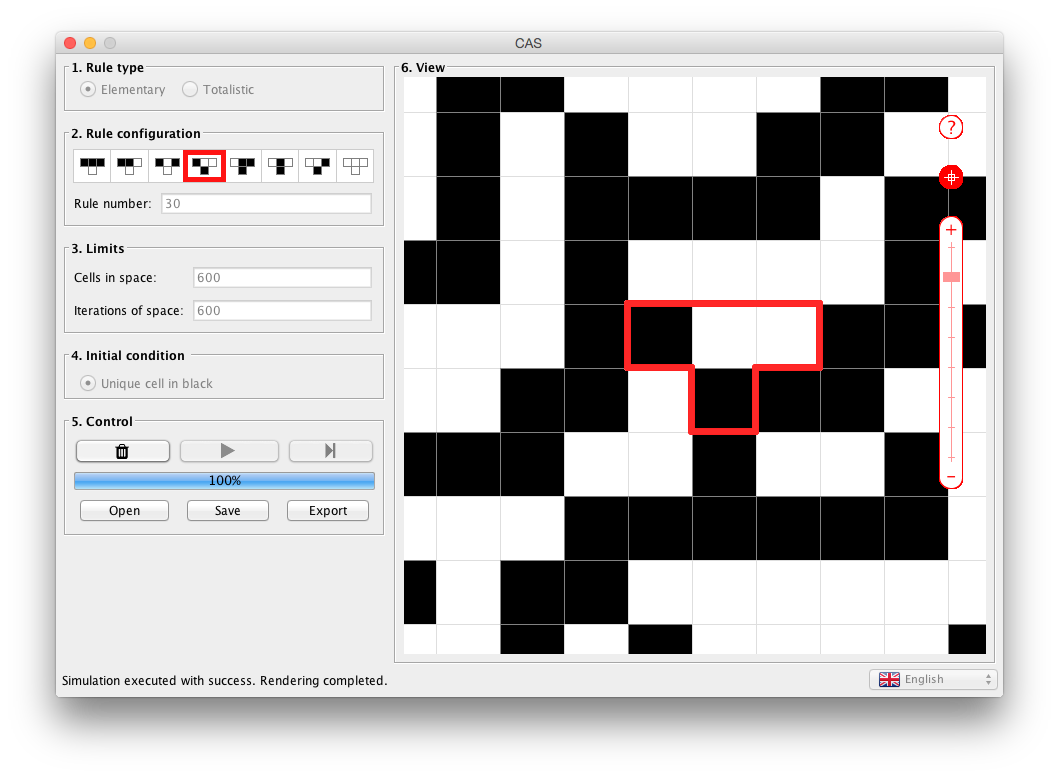 CAS
1. Rule type
Elementary
Totalistic
2. Rule configuration
Rule number:
30
3. Limits
Cells in space:
600
Iterations of space:
600
4. Initial condition
Unique cell in black
5. Control
100%
Open
Save
Export
6. View
?
+
−
Simulation executed with success. Rendering completed.
English